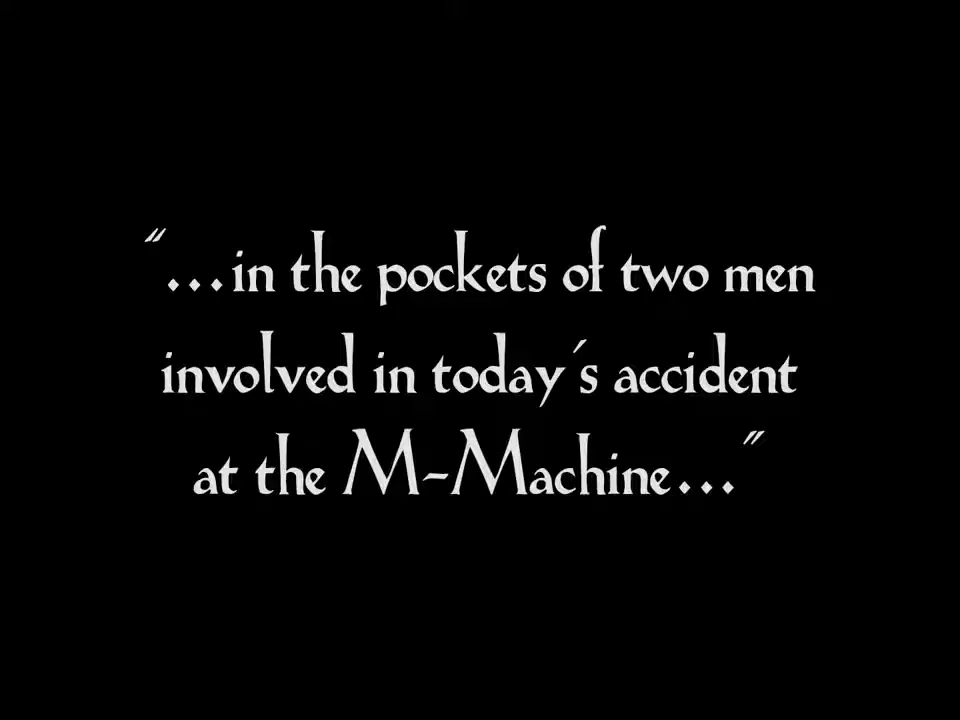 “...in the pockets of two men
involved in today's accident
at the M-Machine...”